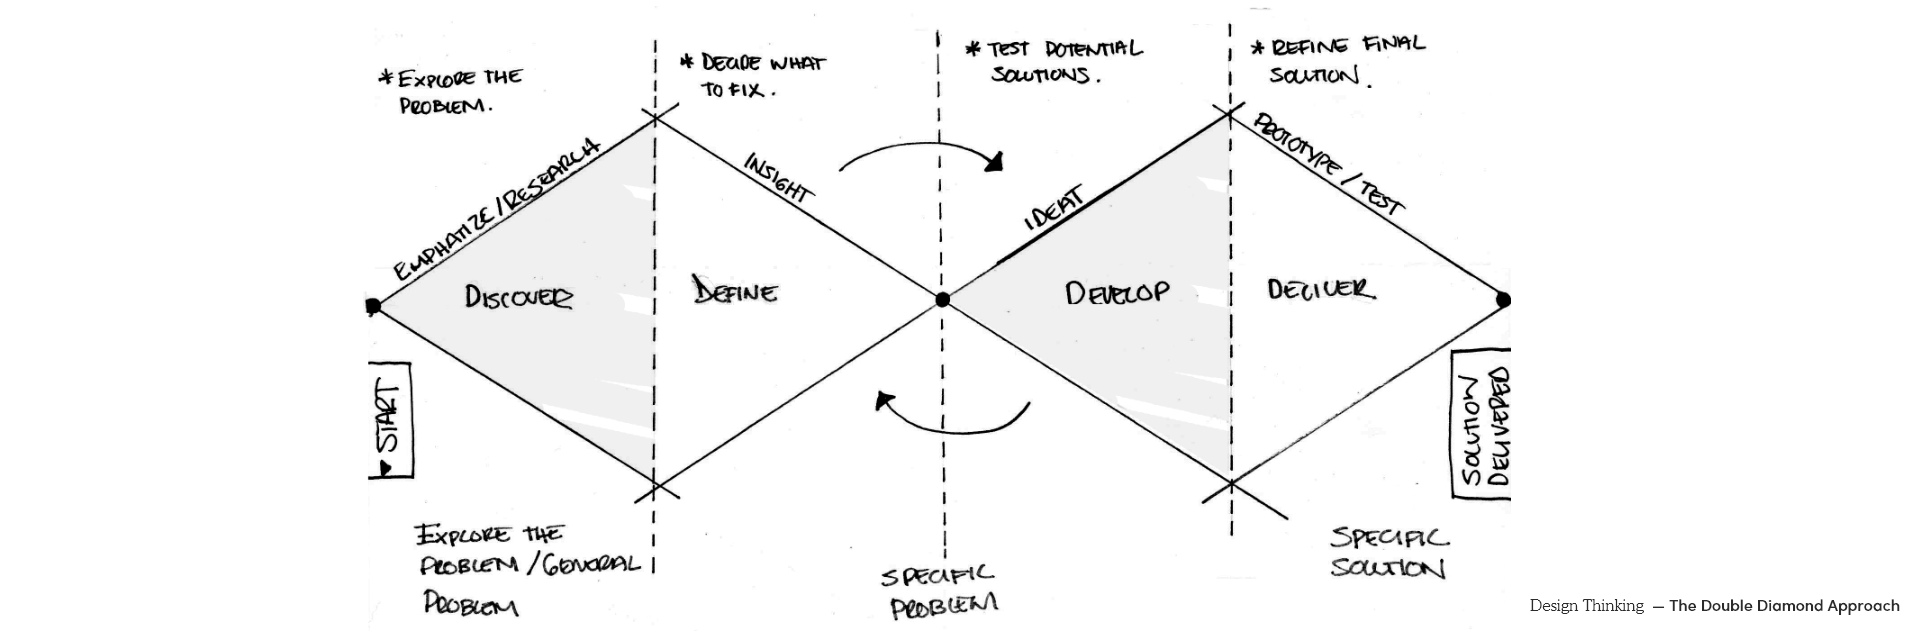 * EXPLORE THE
PROBLEM.
* DECIDE WHAT
TO FIX.
* TEST POTENTIAL
SOLUTIONS.
* REFINE FINAL
SOLUTION.
EMPHATIZE / RESEARCH
INSIGHT
IDEAT
PROTOTYPE / TEST
DISCOVER
DEFINE
DEVELOP
DELIVER
START
SOLUTION
DELIVERED
EXPLORE THE
PROBLEM / GENERAL
PROBLEM
SPECIFIC
PROBLEM
SPECIFIC
SOLUTION
Design Thinking — The Double Diamond Approach